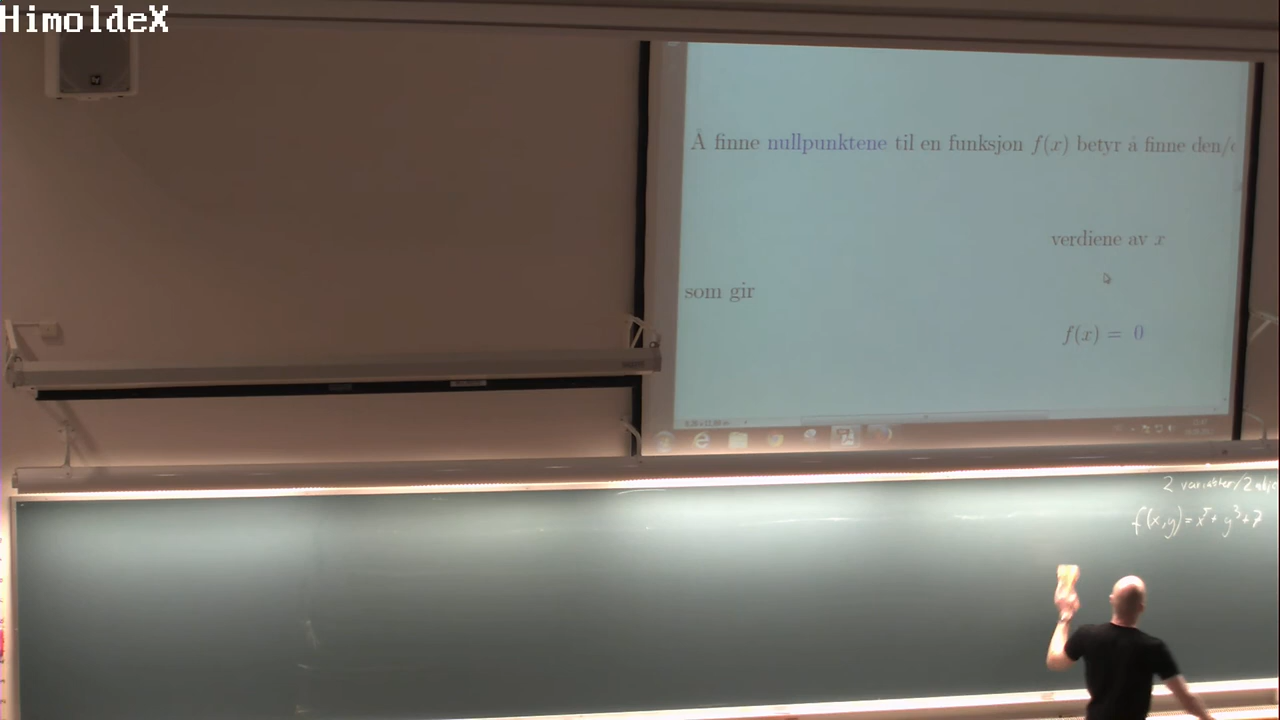 HimoldeX
Å finne nullpunktene til en funksjon f(x) betyr å finne den/
verdiene av x
som gir
f(x) = 0
2 variabler/2
f(x,y)=x⁵+y³+7